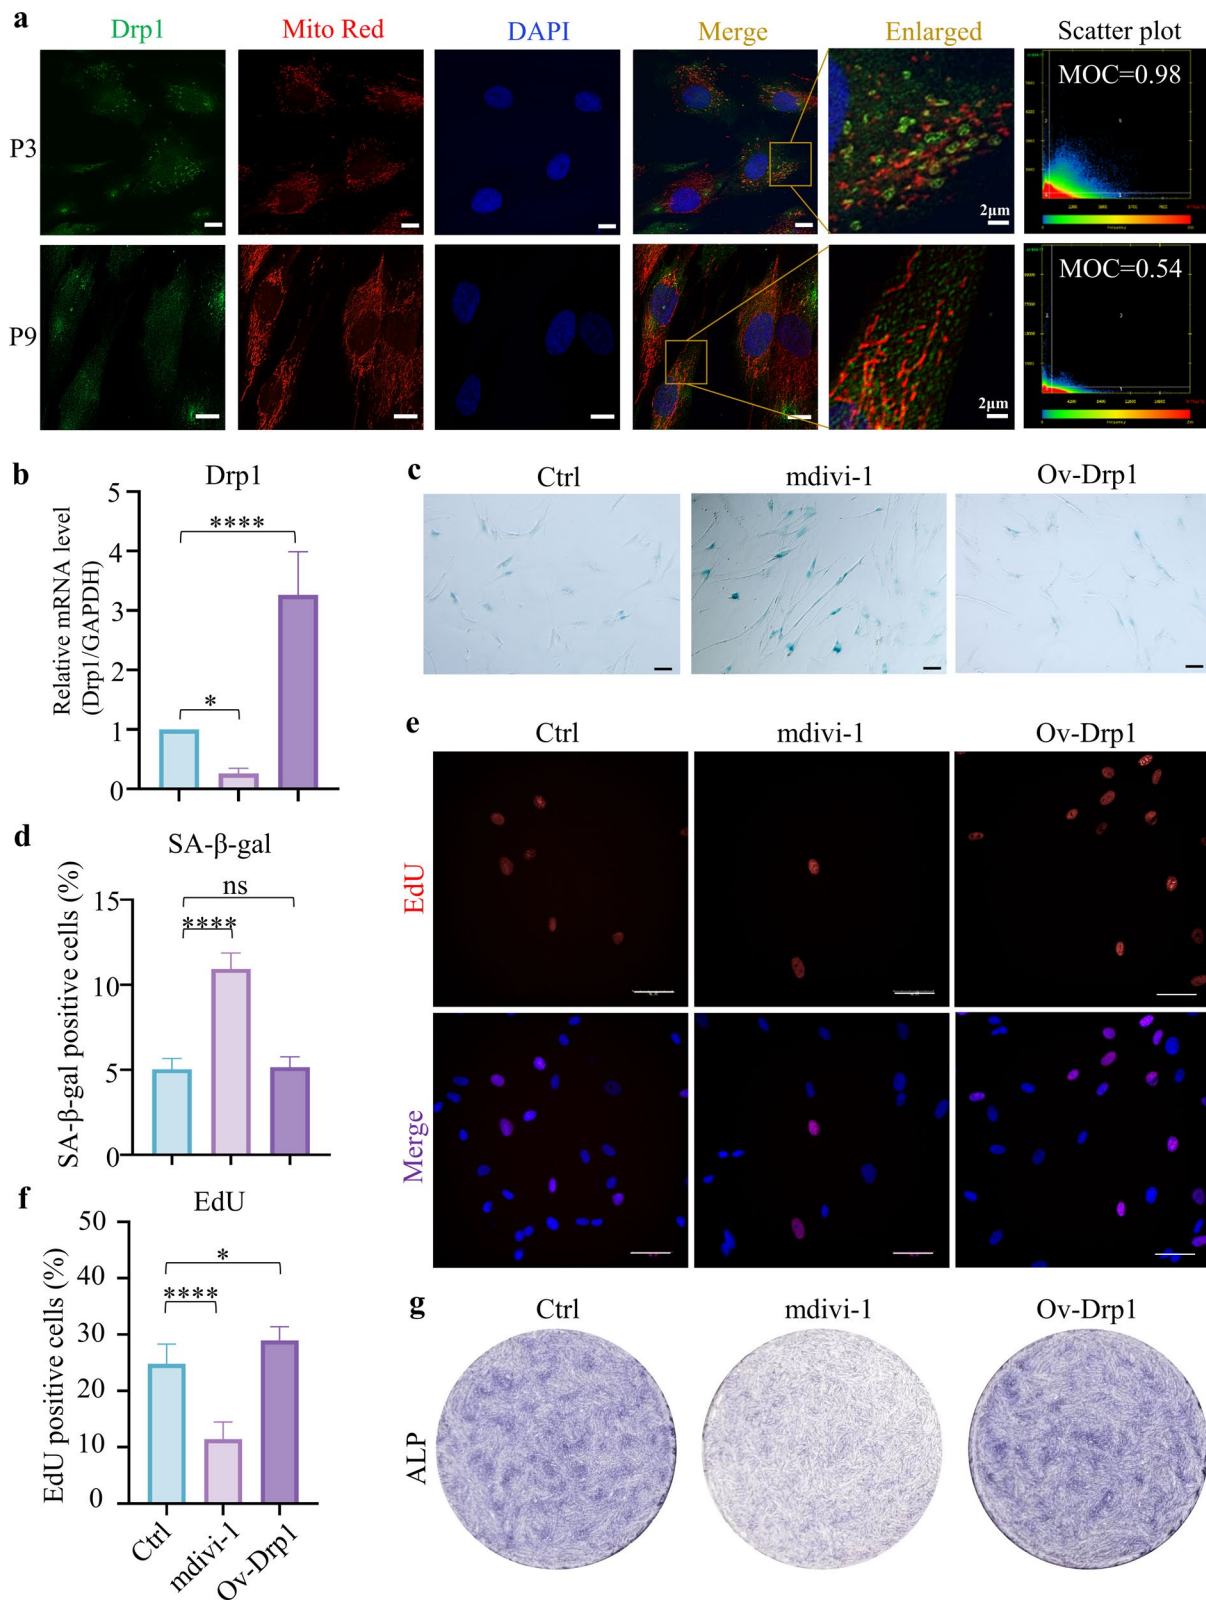 a
Drp1 Mito Red DAPI Merge Enlarged Scatter plot
P3
MOC=0.98
2μm
P9
MOC=0.54
2μm
b
Drp1
Relative mRNA level
(Drp1/GAPDH)
5
4
3
2
1
0
****
*
c
Ctrl mdivi-1 Ov-Drp1
d
SA-β-gal
SA-β-gal positive cells (%)
15
10
5
0
ns
****
e
Ctrl mdivi-1 Ov-Drp1
EdU
Merge
f
EdU
EdU positive cells (%)
50
40
30
20
10
0
*
****
Ctrl
mdivi-1
Ov-Drp1
g
Ctrl mdivi-1 Ov-Drp1
ALP